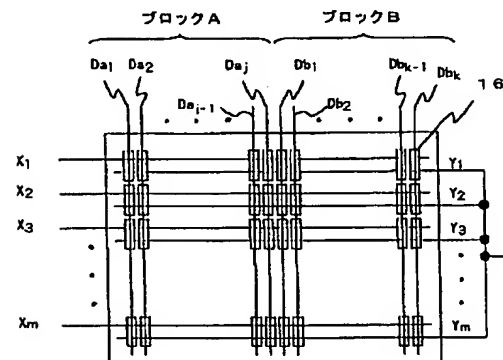 ブロックA ブロックB
Da1 Da2 Daj Db1 Dbk-1 Dbk 16
Daj-1 Db2
X1 Y1
X2 Y2
X3 Y3
Xm Ym